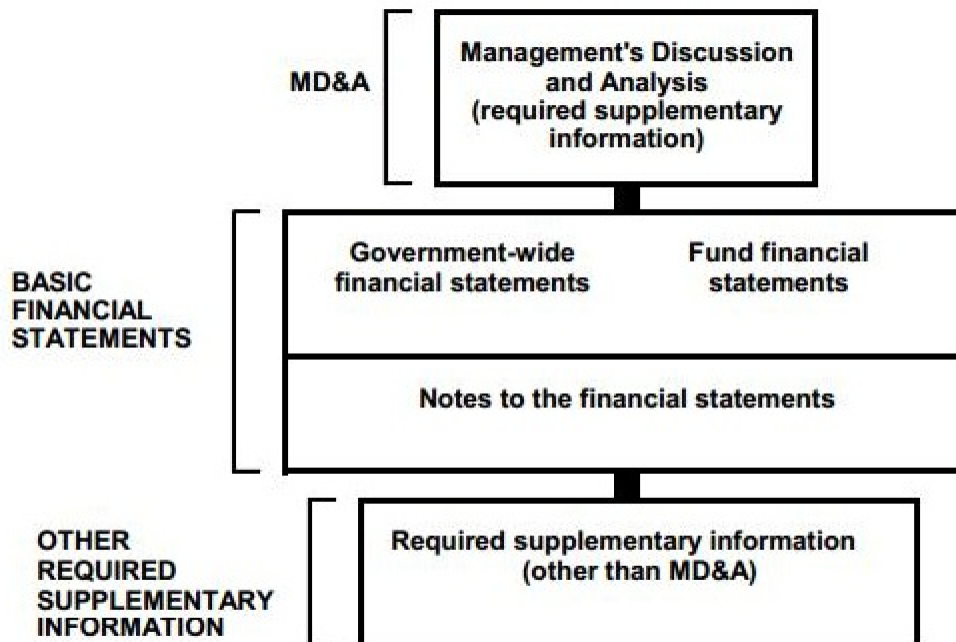 MD&A
Management's Discussion
and Analysis
(required supplementary
information)
BASIC
FINANCIAL
STATEMENTS
Government-wide
financial statements
Fund financial
statements
Notes to the financial statements
OTHER
REQUIRED
SUPPLEMENTARY
INFORMATION
Required supplementary information
(other than MD&A)